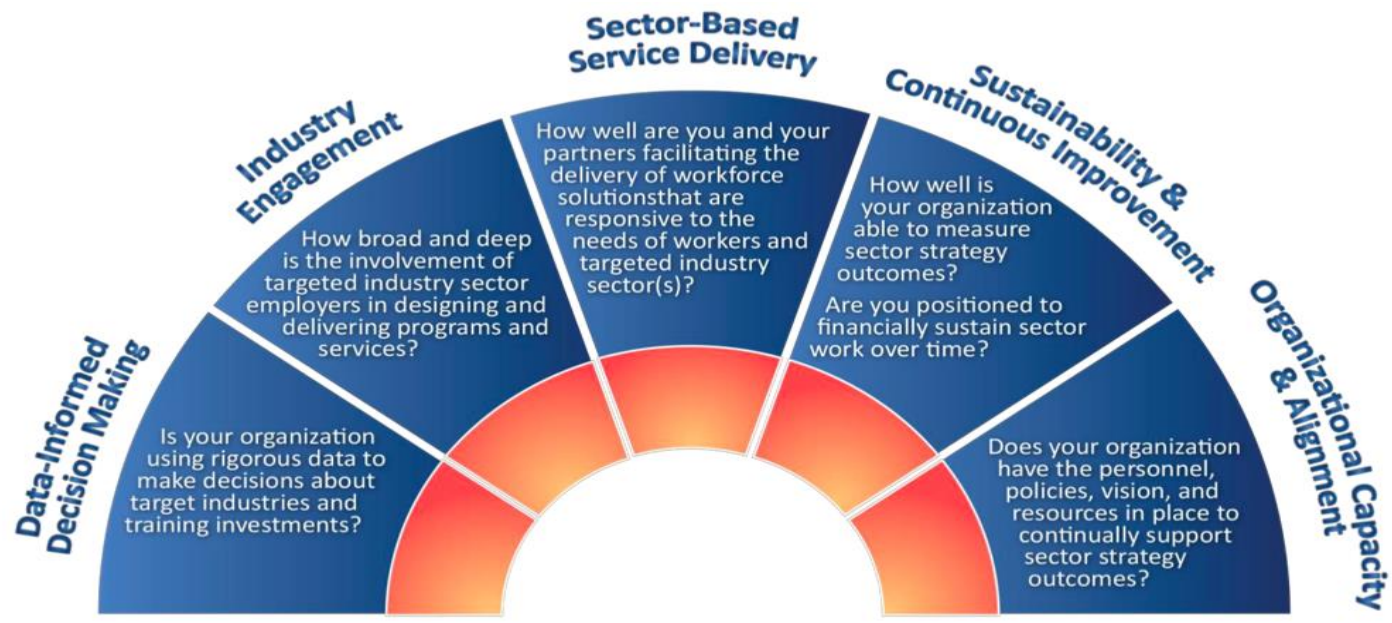 Data-Informed
Decision Making
Is your organization
using rigorous data to
make decisions about
target industries and
training investments?
Industry
Engagement
How broad and deep
is the involvement of
targeted industry sector
employers in designing and
delivering programs and
services?
Sector-Based
Service Delivery
How well are you and your
partners facilitating the
delivery of workforce
solutionsthat are
responsive to the
needs of workers and
targeted industry
sector(s)?
Sustainability &
Continuous Improvement
How well is
your organization
able to measure
sector strategy
outcomes?
Are you positioned to
financially sustain sector
work over time?
Organizational Capacity
& Alignment
Does your organization
have the personnel,
policies, vision, and
resources in place to
continually support
sector strategy
outcomes?